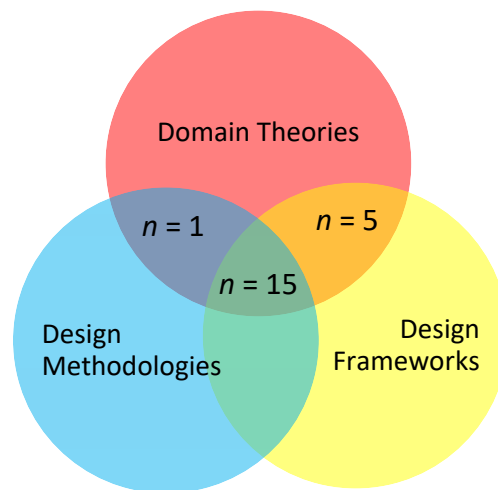 Domain Theories
n = 1
n = 5
n = 15
Design
Methodologies
Design
Frameworks